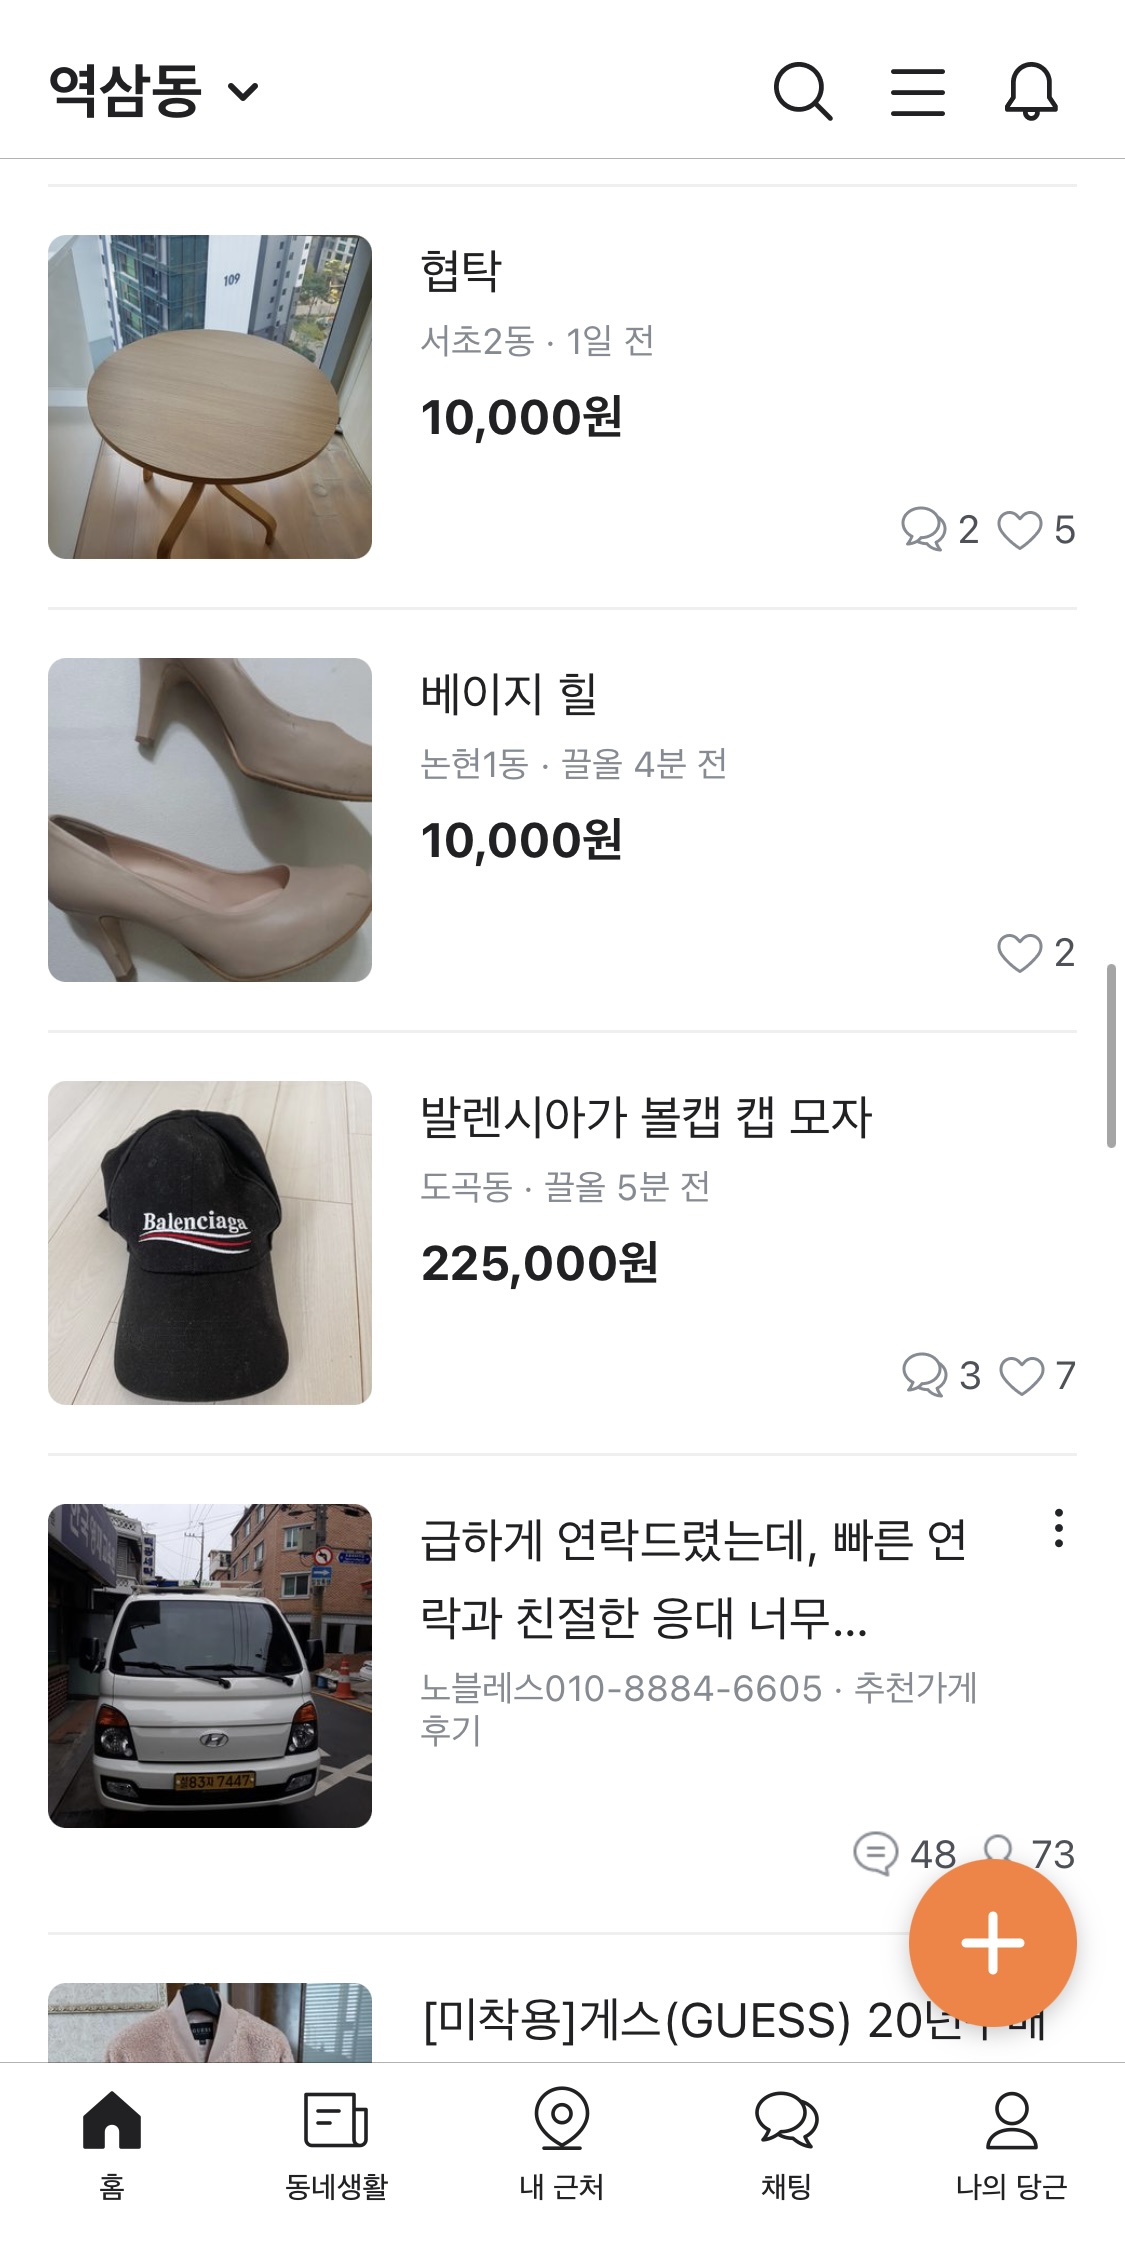 역삼동
109
협탁
서초2동 · 1일 전
10,000원
2 5
베이지 힐
논현1동 · 끌올 4분 전
10,000원
2
Balenciaga
발렌시아가 볼캡 캡 모자
도곡동 · 끌올 5분 전
225,000원
3 7
급하게 연락드렸는데, 빠른 연
락과 친절한 응대 너무...
노블레스010-8884-6605 · 추천가게
후기
83 7447
48 73
[미착용]게스(GUESS) 20년
홈 동네생활 내 근처 채팅 나의 당근